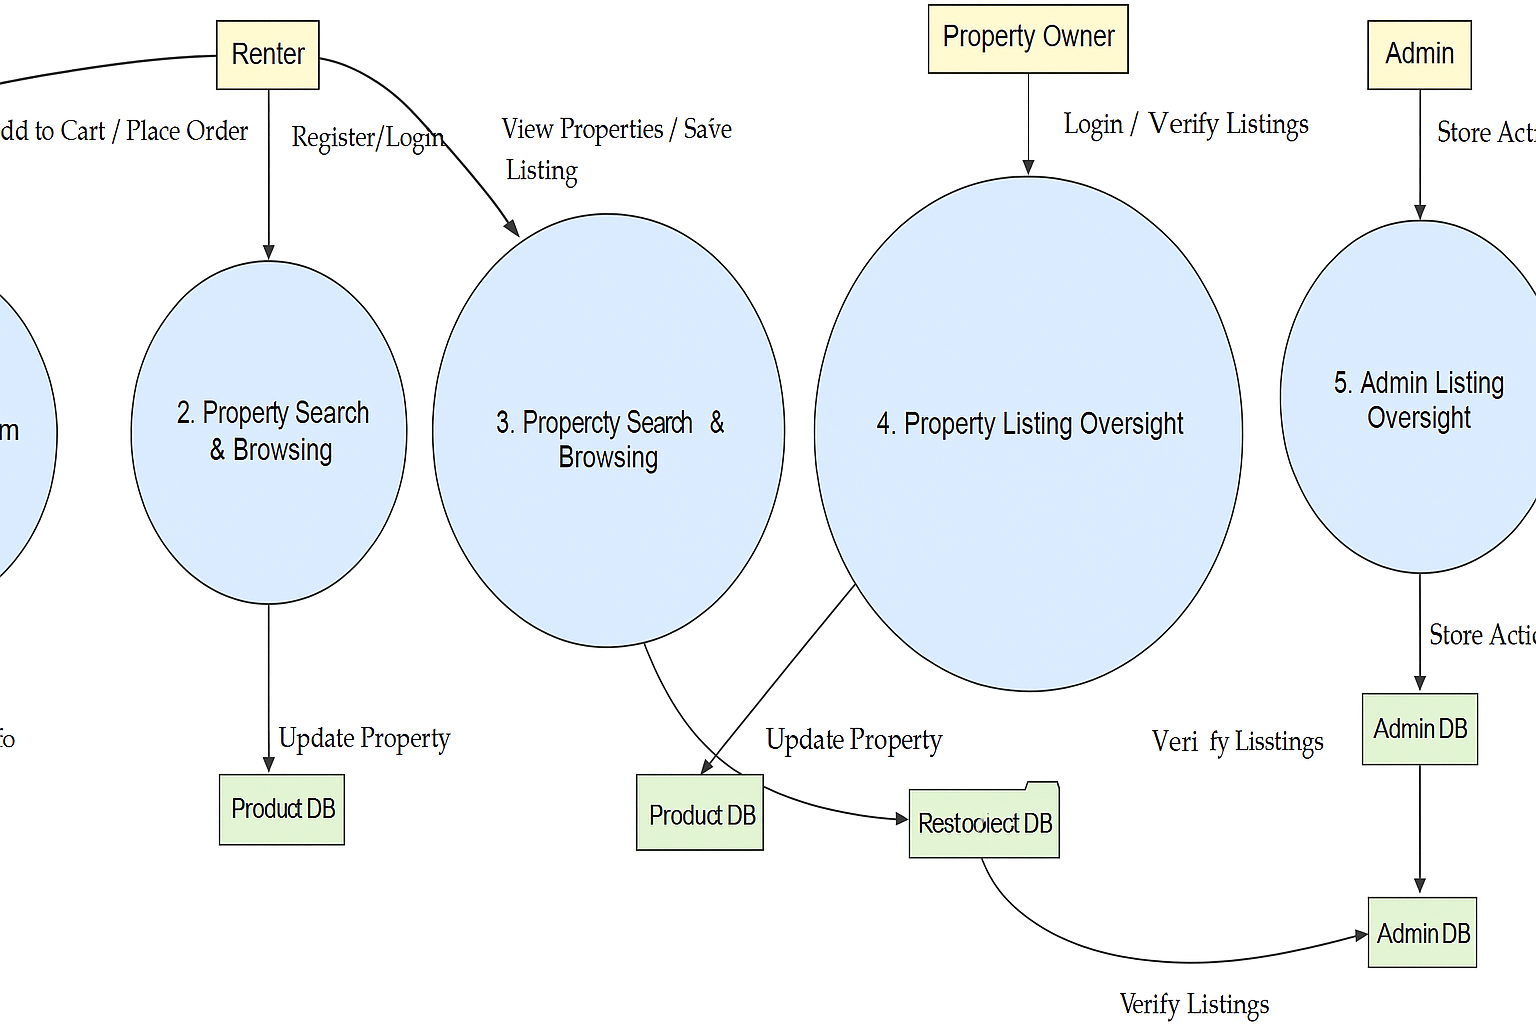 Renter
Property Owner
Admin
dd to Cart / Place Order
Register/Login
View Properties / Save
Listing
Login / Verify Listings
Store Acti
m
2. Property Search
& Browsing
3. Propercty Search &
Browsing
4. Property Listing Oversight
5. Admin Listing
Oversight
Store Actio
fo
Update Property
Update Property
Veri fy Lisstings
Admin DB
Product DB
Product DB
DB
Admin DB
Verify Listings